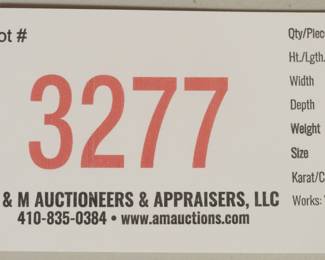 ot #
3277
& M AUCTIONEERS & APPRAISERS, LLC
410-835-0384 • www.amauctions.com
Qty/Piec
Ht./Lgth.
Width
Depth
Weight
Size
Karat/C
Works: